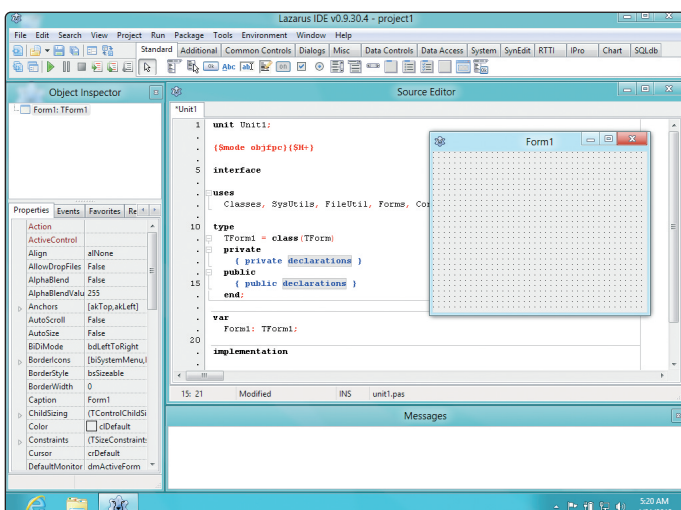 Lazarus IDE v0.9.30.4 - project1
File Edit Search View Project Run Package Tools Environment Window Help
Standard Additional Common Controls Dialogs Misc Data Controls Data Access System SynEdit RTTI IPro Chart SQLdb
Ok Abc abI on
Object Inspector
Form1: TForm1
Properties Events Favorites Re
Action
ActiveControl
Align alNone
AllowDropFiles False
AlphaBlend False
AlphaBlendValu 255
Anchors [akTop,akLeft]
AutoScroll False
AutoSize False
BiDiMode bdLeftToRight
BorderIcons [biSystemMenu,
BorderStyle bsSizeable
BorderWidth 0
Caption Form1
ChildSizing (TControlChildSi
Color clDefault
Constraints (TSizeConstraint
Cursor crDefault
DefaultMonitor dmActiveForm
Source Editor
*Unit1
1 unit Unit1;
. {$mode objfpc}{$H+}
5 interface
. uses
. Classes, SysUtils, FileUtil, Forms,
10 type
. TForm1 = class(TForm)
. private
. { private declarations }
. public
15 { public declarations }
. end;
. var
. Form1: TForm1;
20
. implementation
Form1
15: 21 Modified INS unit1.pas
Messages
5:20 AM